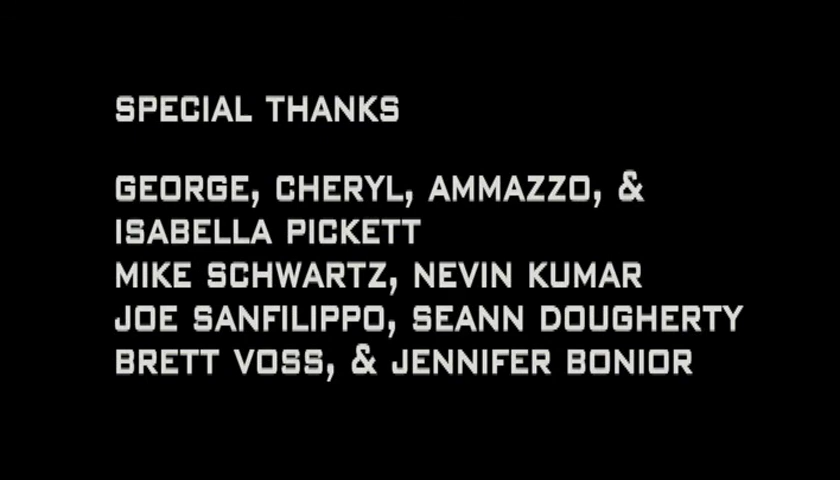 SPECIAL THANKS
GEORGE, CHERYL, AMMAZZO, &
ISABELLA PICKETT
MIKE SCHWARTZ, NEVIN KUMAR
JOE SANFILIPPO, SEANN DOUGHERTY
BRETT VOSS, & JENNIFER BONIOR